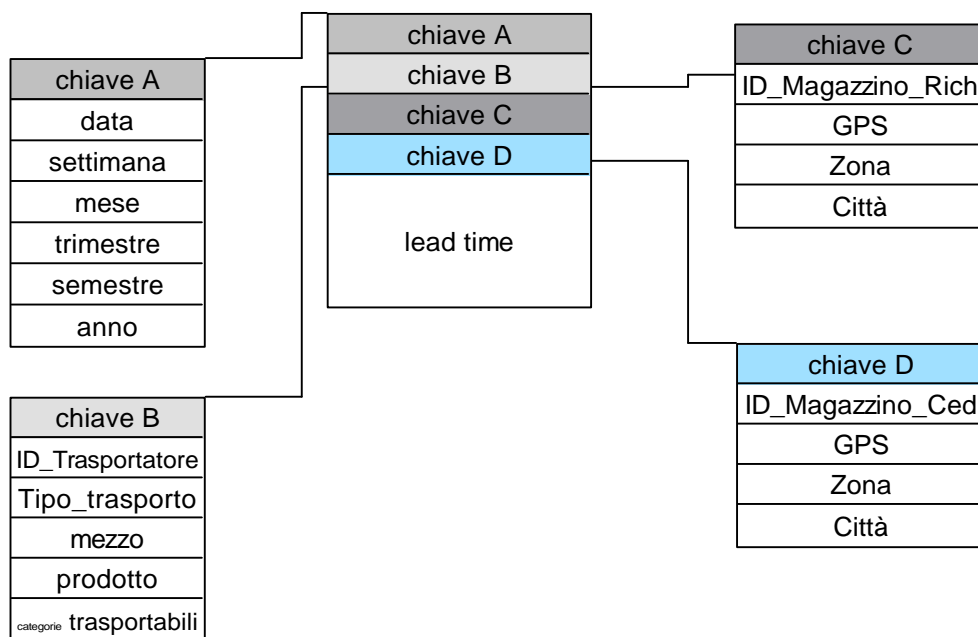 chiave A
data
settimana
mese
trimestre
semestre
anno
chiave B
ID_Trasportatore
Tipo_trasporto
mezzo
prodotto
categorie trasportabili
chiave A
chiave B
chiave C
chiave D
lead time
chiave C
ID_Magazzino_Rich
GPS
Zona
Città
chiave D
ID_Magazzino_Ced
GPS
Zona
Città